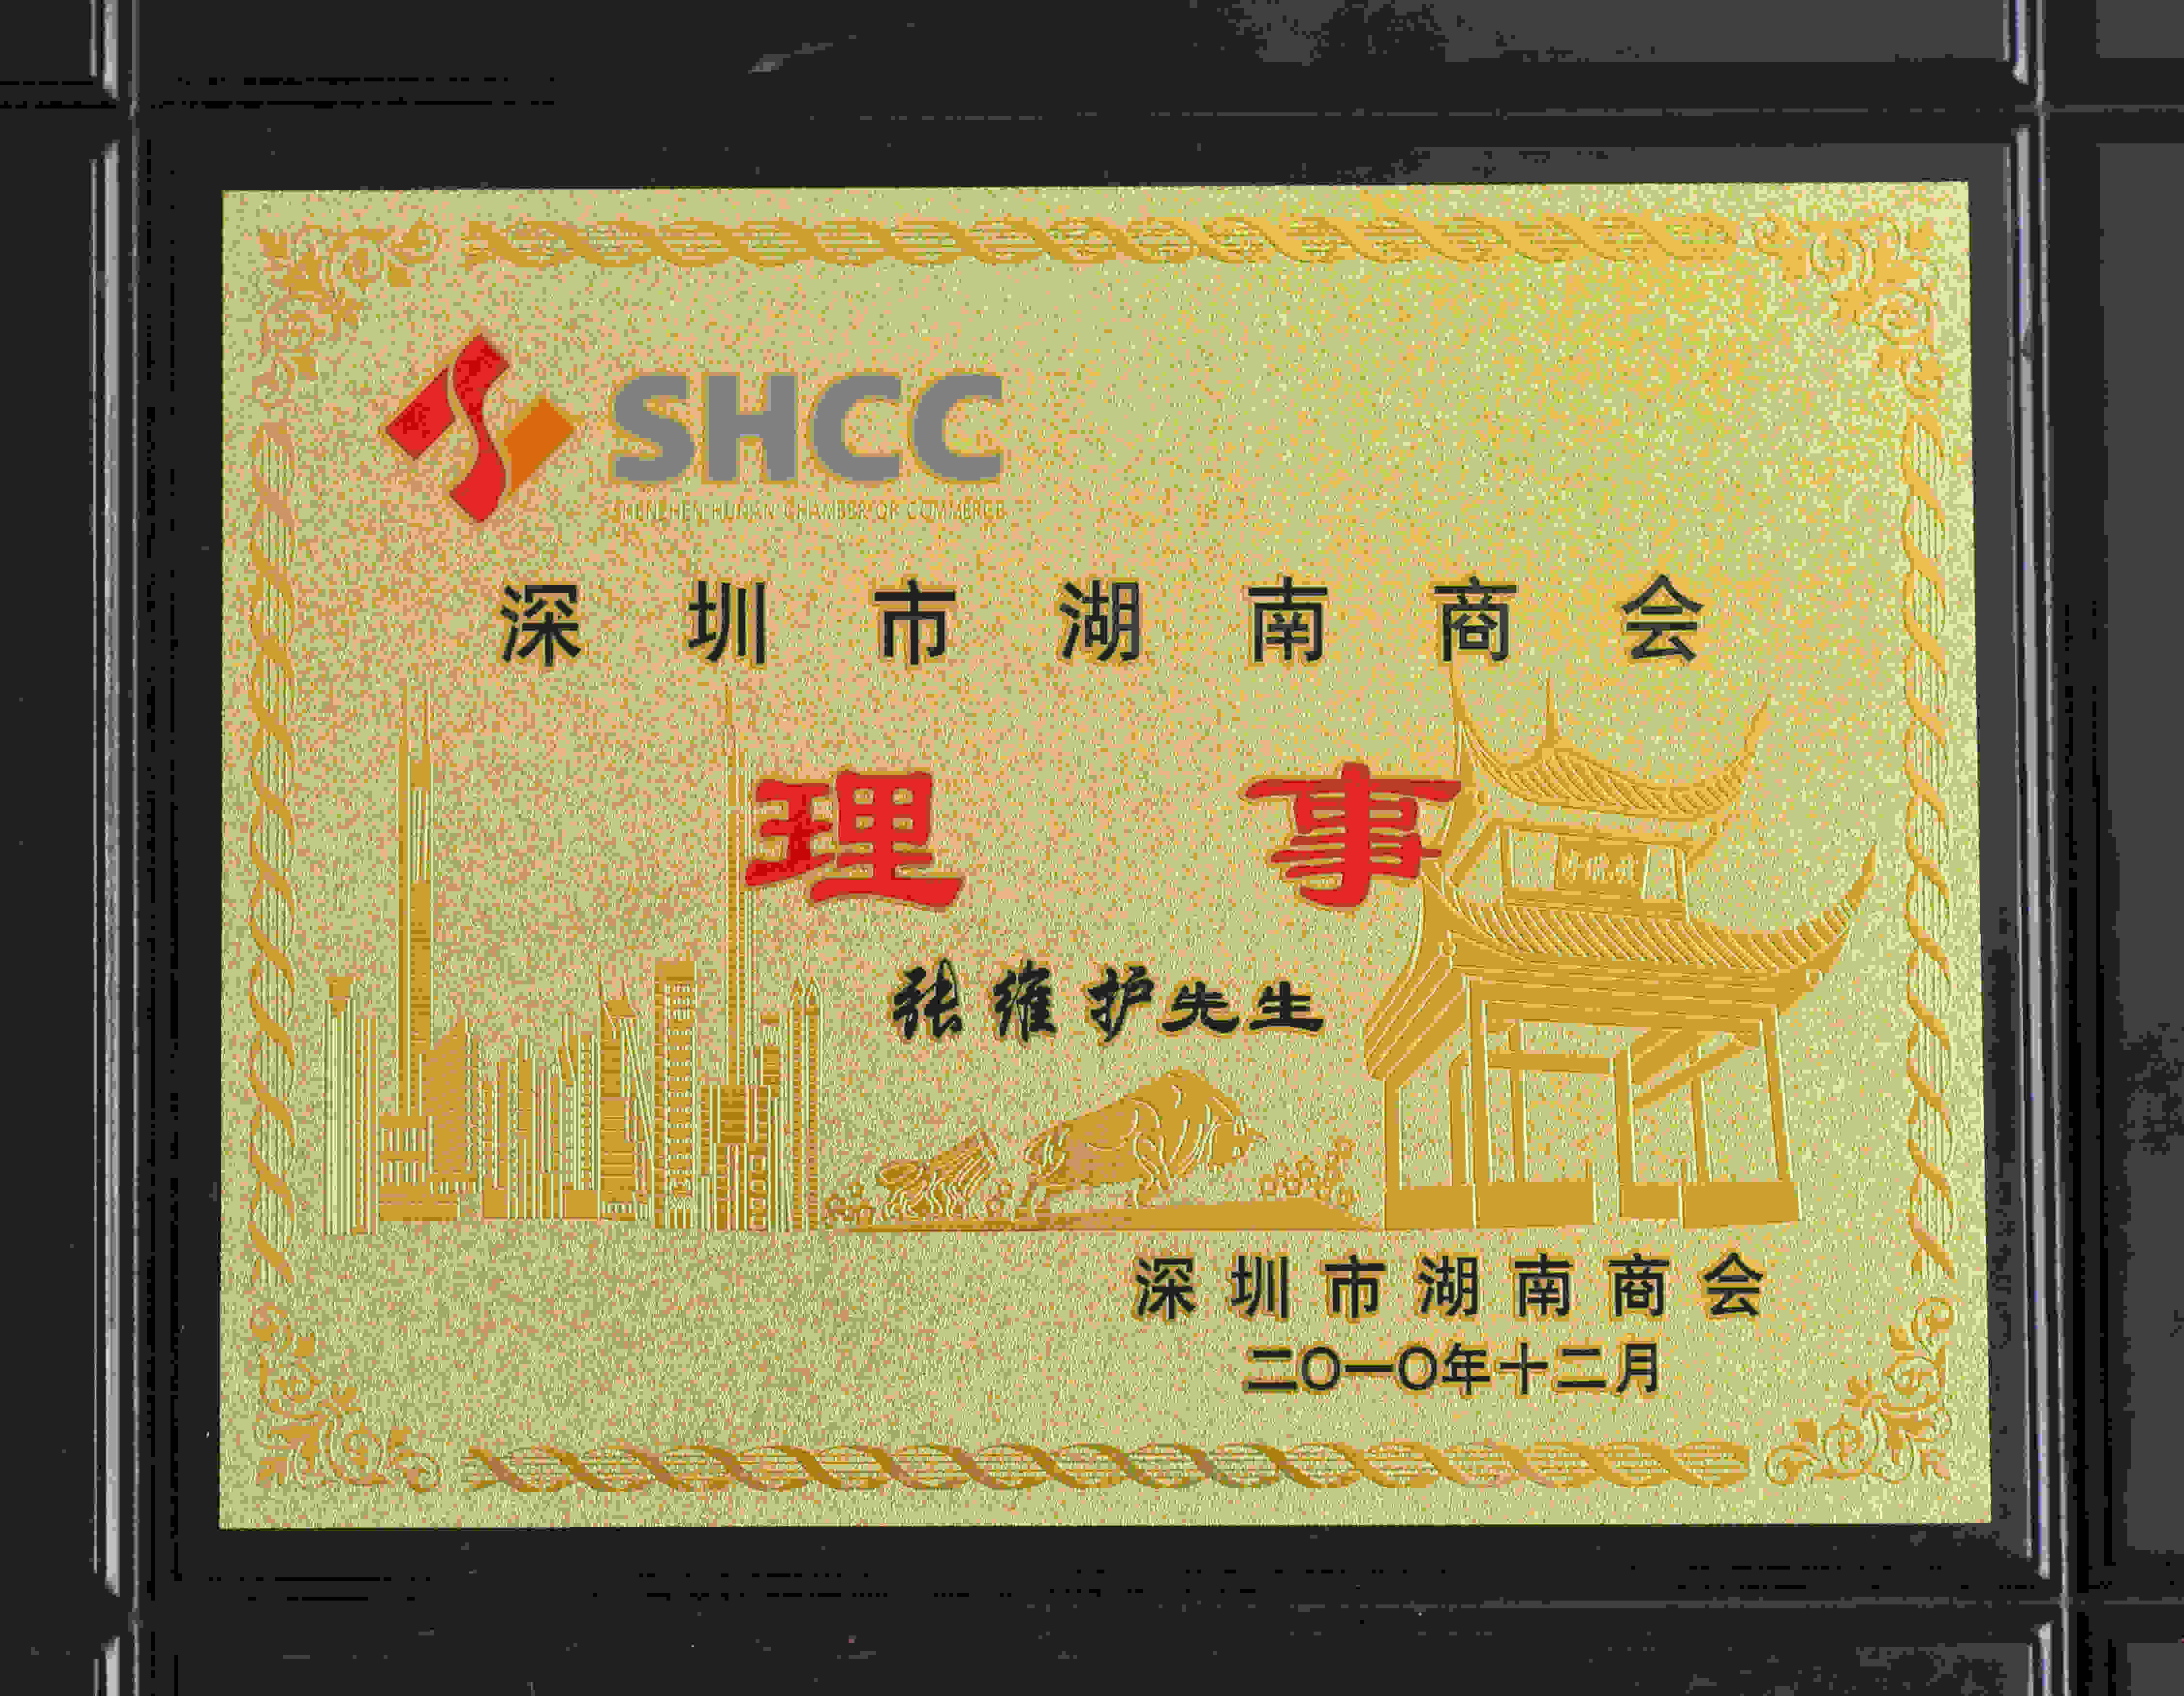 SHCC
SHENZHEN HUNAN CHAMBER OF COMMERCE
深圳市湖南商会
理事
张维护先生
深圳市湖南商会
二〇一〇年十二月